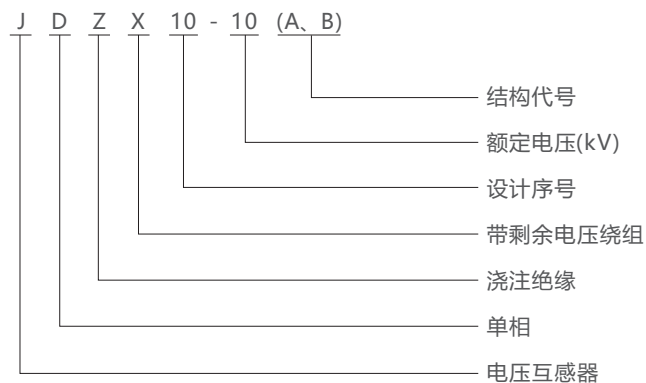 J D Z X 10 - 10 (A、B)
结构代号
额定电压(kV)
设计序号
带剩余电压绕组
浇注绝缘
单相
电压互感器